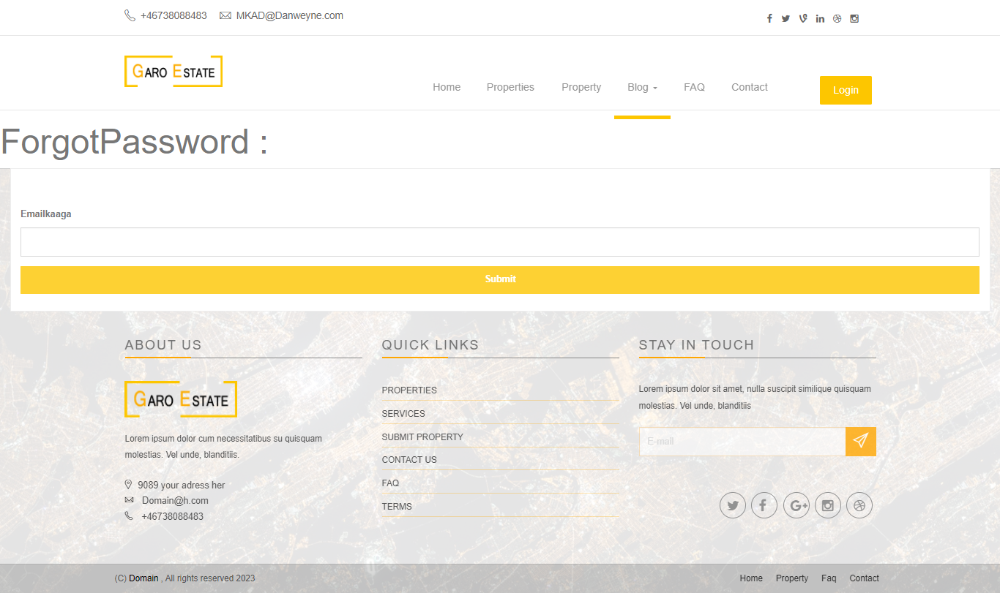 +46738088483 MKAD@Danweyne.com
GARO ESTATE
Home Properties Property Blog FAQ Contact Login
ForgotPassword :
Emailkaaga
Submit
ABOUT US
GARO ESTATE
Lorem ipsum dolor cum necessitatibus su quisquam
molestias. Vel unde, blanditiis.
9089 your adress her
Domain@h.com
+46738088483
QUICK LINKS
PROPERTIES
SERVICES
SUBMIT PROPERTY
CONTACT US
FAQ
TERMS
STAY IN TOUCH
Lorem ipsum dolor sit amet, nulla suscipit similique quisquam
molestias. Vel unde, blanditiis
E-mail
(C) Domain , All rights reserved 2023
Home Property Faq Contact